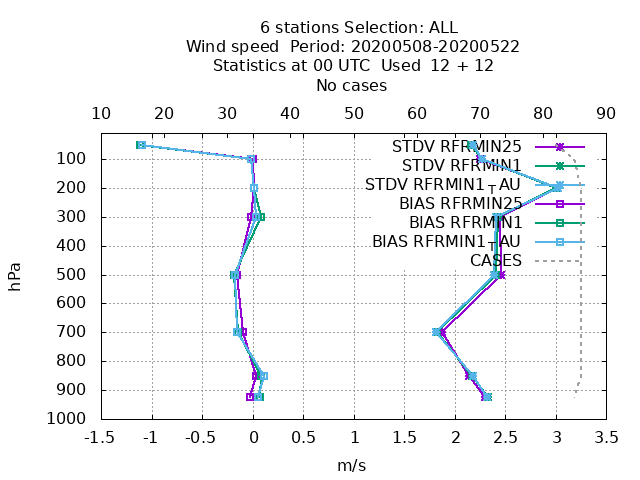 6 stations Selection: ALL
Wind speed  Period: 20200508-20200522
Statistics at 00 UTC  Used  12 + 12
No cases
10 20 30 40 50 60 70 80 90
STDV RFRMIN25
STDV RFRMIN1
STDV RFRMIN1_TAU
BIAS RFRMIN25
BIAS RFRMIN1
BIAS RFRMIN1_TAU
CASES
hPa
100
200
300
400
500
600
700
800
900
1000
-1.5 -1 -0.5 0 0.5 1 1.5 2 2.5 3 3.5
m/s